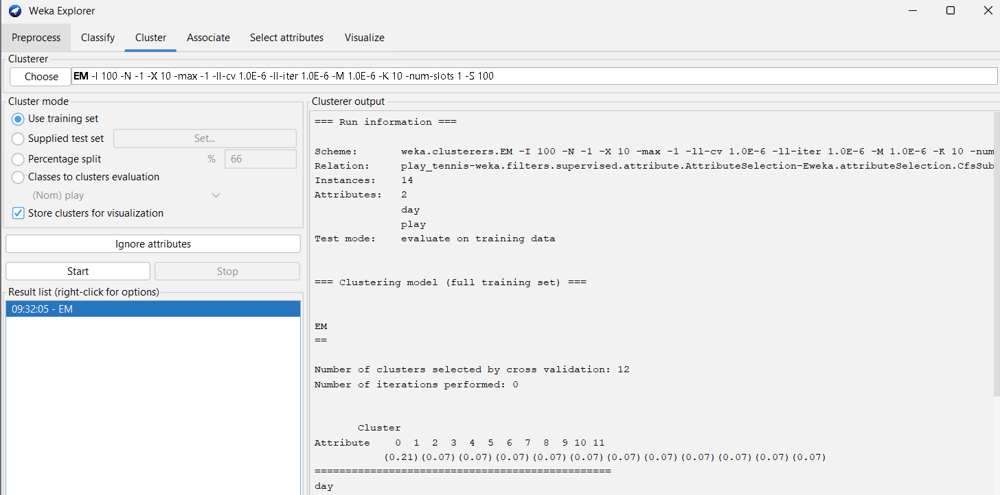 Weka Explorer
Preprocess Classify Cluster Associate Select attributes Visualize
Clusterer
Choose EM -I 100 -N -1 -X 10 -max -1 -ll-cv 1.0E-6 -ll-iter 1.0E-6 -M 1.0E-6 -K 10 -num-slots 1 -S 100
Cluster mode
Use training set
Supplied test set Set...
Percentage split % 66
Classes to clusters evaluation
(Nom) play
Store clusters for visualization
Ignore attributes
Start Stop
Result list (right-click for options)
09:32:05 - EM
Clusterer output
=== Run information ===
Scheme: weka.clusterers.EM -I 100 -N -1 -X 10 -max -1 -ll-cv 1.0E-6 -ll-iter 1.0E-6 -M 1.0E-6 -K 10 -num
Relation: play_tennis-weka.filters.supervised.attribute.AttributeSelection-Eweka.attributeSelection.CfsSub
Instances: 14
Attributes: 2
day
play
Test mode: evaluate on training data
=== Clustering model (full training set) ===
EM
==
Number of clusters selected by cross validation: 12
Number of iterations performed: 0
Cluster
Attribute 0 1 2 3 4 5 6 7 8 9 10 11
(0.21) (0.07) (0.07) (0.07) (0.07) (0.07) (0.07) (0.07) (0.07) (0.07) (0.07) (0.07)
================================================
day